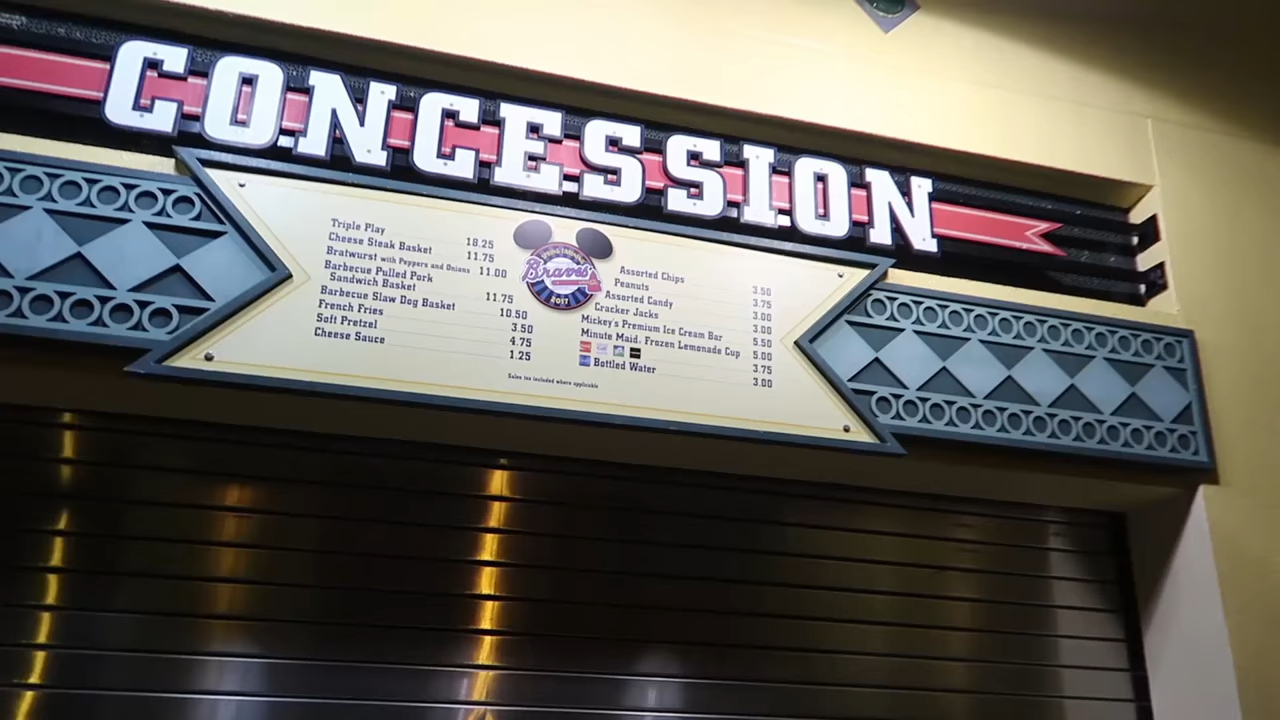 CONCESSION
Triple Play 18.25
Cheese Steak Basket 11.75
Bratwurst with Peppers and Onions 11.00
Barbecue Pulled Pork
Sandwich Basket 11.75
Barbecue Slaw Dog Basket 10.50
French Fries 3.50
Soft Pretzel 4.75
Cheese Sauce 1.25
Braves
2017
Assorted Chips 3.50
Peanuts 3.75
Assorted Candy 3.00
Cracker Jacks 3.00
Mickey's Premium Ice Cream Bar 5.50
Minute Maid® Frozen Lemonade Cup 5.00
3.75
Bottled Water 3.00
Sales tax included where applicable